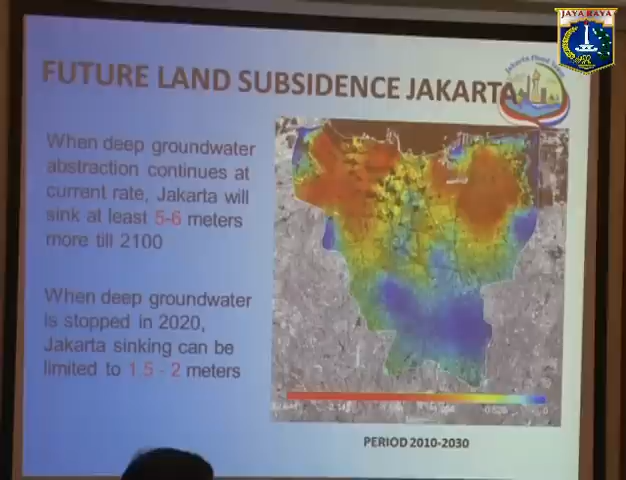 JAYA RAYA
FUTURE LAND SUBSIDENCE JAKARTA
When deep groundwater
abstraction continues at
current rate, Jakarta will
sink at least 5-6 meters
more till 2100
When deep groundwater
is stopped in 2020,
Jakarta sinking can be
limited to 1,5 - 2 meters
0
PERIOD 2010-2030